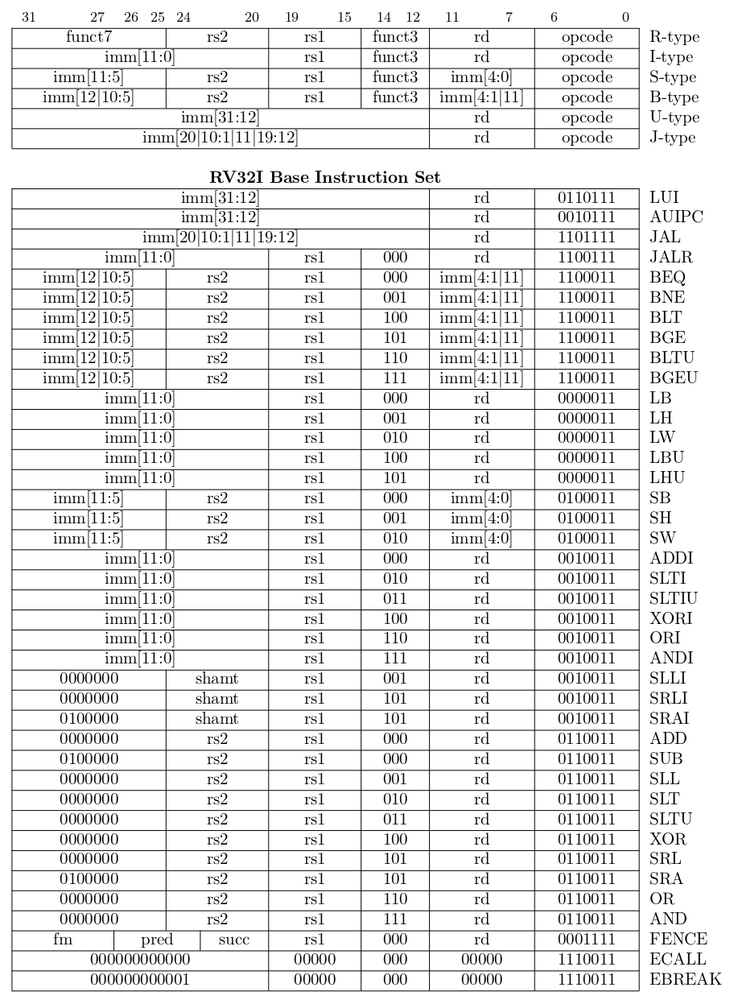 31 27 26 25 24 20 19 15 14 12 11 7 6 0
funct7 rs2 rs1 funct3 rd opcode R-type
imm[11:0] rs1 funct3 rd opcode I-type
imm[11:5] rs2 rs1 funct3 imm[4:0] opcode S-type
imm[12|10:5] rs2 rs1 funct3 imm[4:1|11] opcode B-type
imm[31:12] rd opcode U-type
imm[20|10:1|11|19:12] rd opcode J-type
RV32I Base Instruction Set
imm[31:12] rd 0110111 LUI
imm[31:12] rd 0010111 AUIPC
imm[20|10:1|11|19:12] rd 1101111 JAL
imm[11:0] rs1 000 rd 1100111 JALR
imm[12|10:5] rs2 rs1 000 imm[4:1|11] 1100011 BEQ
imm[12|10:5] rs2 rs1 001 imm[4:1|11] 1100011 BNE
imm[12|10:5] rs2 rs1 100 imm[4:1|11] 1100011 BLT
imm[12|10:5] rs2 rs1 101 imm[4:1|11] 1100011 BGE
imm[12|10:5] rs2 rs1 110 imm[4:1|11] 1100011 BLTU
imm[12|10:5] rs2 rs1 111 imm[4:1|11] 1100011 BGEU
imm[11:0] rs1 000 rd 0000011 LB
imm[11:0] rs1 001 rd 0000011 LH
imm[11:0] rs1 010 rd 0000011 LW
imm[11:0] rs1 100 rd 0000011 LBU
imm[11:0] rs1 101 rd 0000011 LHU
imm[11:5] rs2 rs1 000 imm[4:0] 0100011 SB
imm[11:5] rs2 rs1 001 imm[4:0] 0100011 SH
imm[11:5] rs2 rs1 010 imm[4:0] 0100011 SW
imm[11:0] rs1 000 rd 0010011 ADDI
imm[11:0] rs1 010 rd 0010011 SLTI
imm[11:0] rs1 011 rd 0010011 SLTIU
imm[11:0] rs1 100 rd 0010011 XORI
imm[11:0] rs1 110 rd 0010011 ORI
imm[11:0] rs1 111 rd 0010011 ANDI
0000000 shamt rs1 001 rd 0010011 SLLI
0000000 shamt rs1 101 rd 0010011 SRLI
0100000 shamt rs1 101 rd 0010011 SRAI
0000000 rs2 rs1 000 rd 0110011 ADD
0100000 rs2 rs1 000 rd 0110011 SUB
0000000 rs2 rs1 001 rd 0110011 SLL
0000000 rs2 rs1 010 rd 0110011 SLT
0000000 rs2 rs1 011 rd 0110011 SLTU
0000000 rs2 rs1 100 rd 0110011 XOR
0000000 rs2 rs1 101 rd 0110011 SRL
0100000 rs2 rs1 101 rd 0110011 SRA
0000000 rs2 rs1 110 rd 0110011 OR
0000000 rs2 rs1 111 rd 0110011 AND
fm pred succ rs1 000 rd 0001111 FENCE
000000000000 00000 000 00000 1110011 ECALL
000000000001 00000 000 00000 1110011 EBREAK